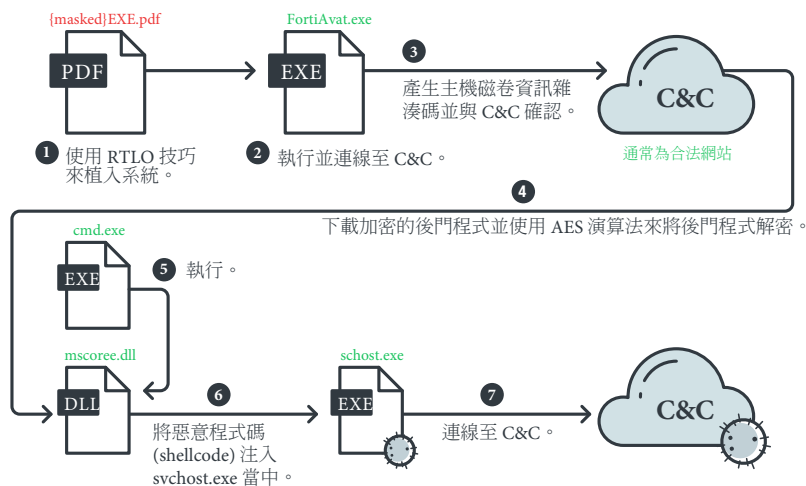 {masked}EXE.pdf
PDF
1 使用 RTLO 技巧
來植入系統。
FortiAvat.exe
EXE
2 執行並連線至 C&C。
3
產生主機磁卷資訊雜
湊碼並與 C&C 確認。
C&C
通常為合法網站
4
下載加密的後門程式並使用 AES 演算法來將後門程式解密。
cmd.exe
EXE
5 執行。
mscoree.dll
DLL
6
將惡意程式碼
(shellcode) 注入
svchost.exe 當中。
schost.exe
EXE
7
連線至 C&C。
C&C